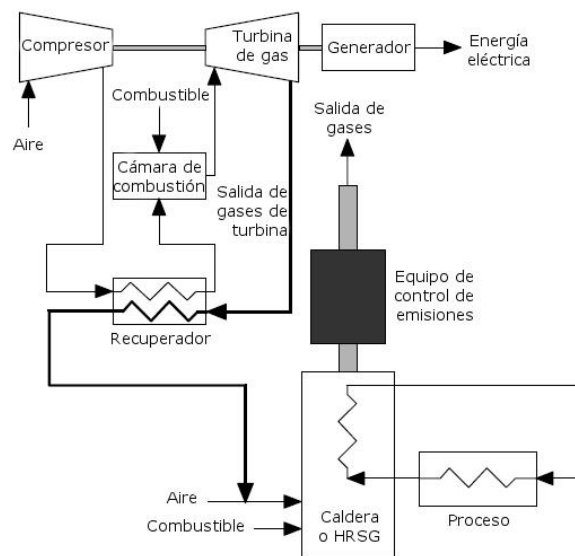 Compresor
Turbina
de gas
Generador
Energía
eléctrica
Aire
Combustible
Cámara de
combustión
Salida de
gases de
turbina
Salida de
gases
Equipo de
control de
emisiones
Recuperador
Aire
Combustible
Caldera
o HRSG
Proceso